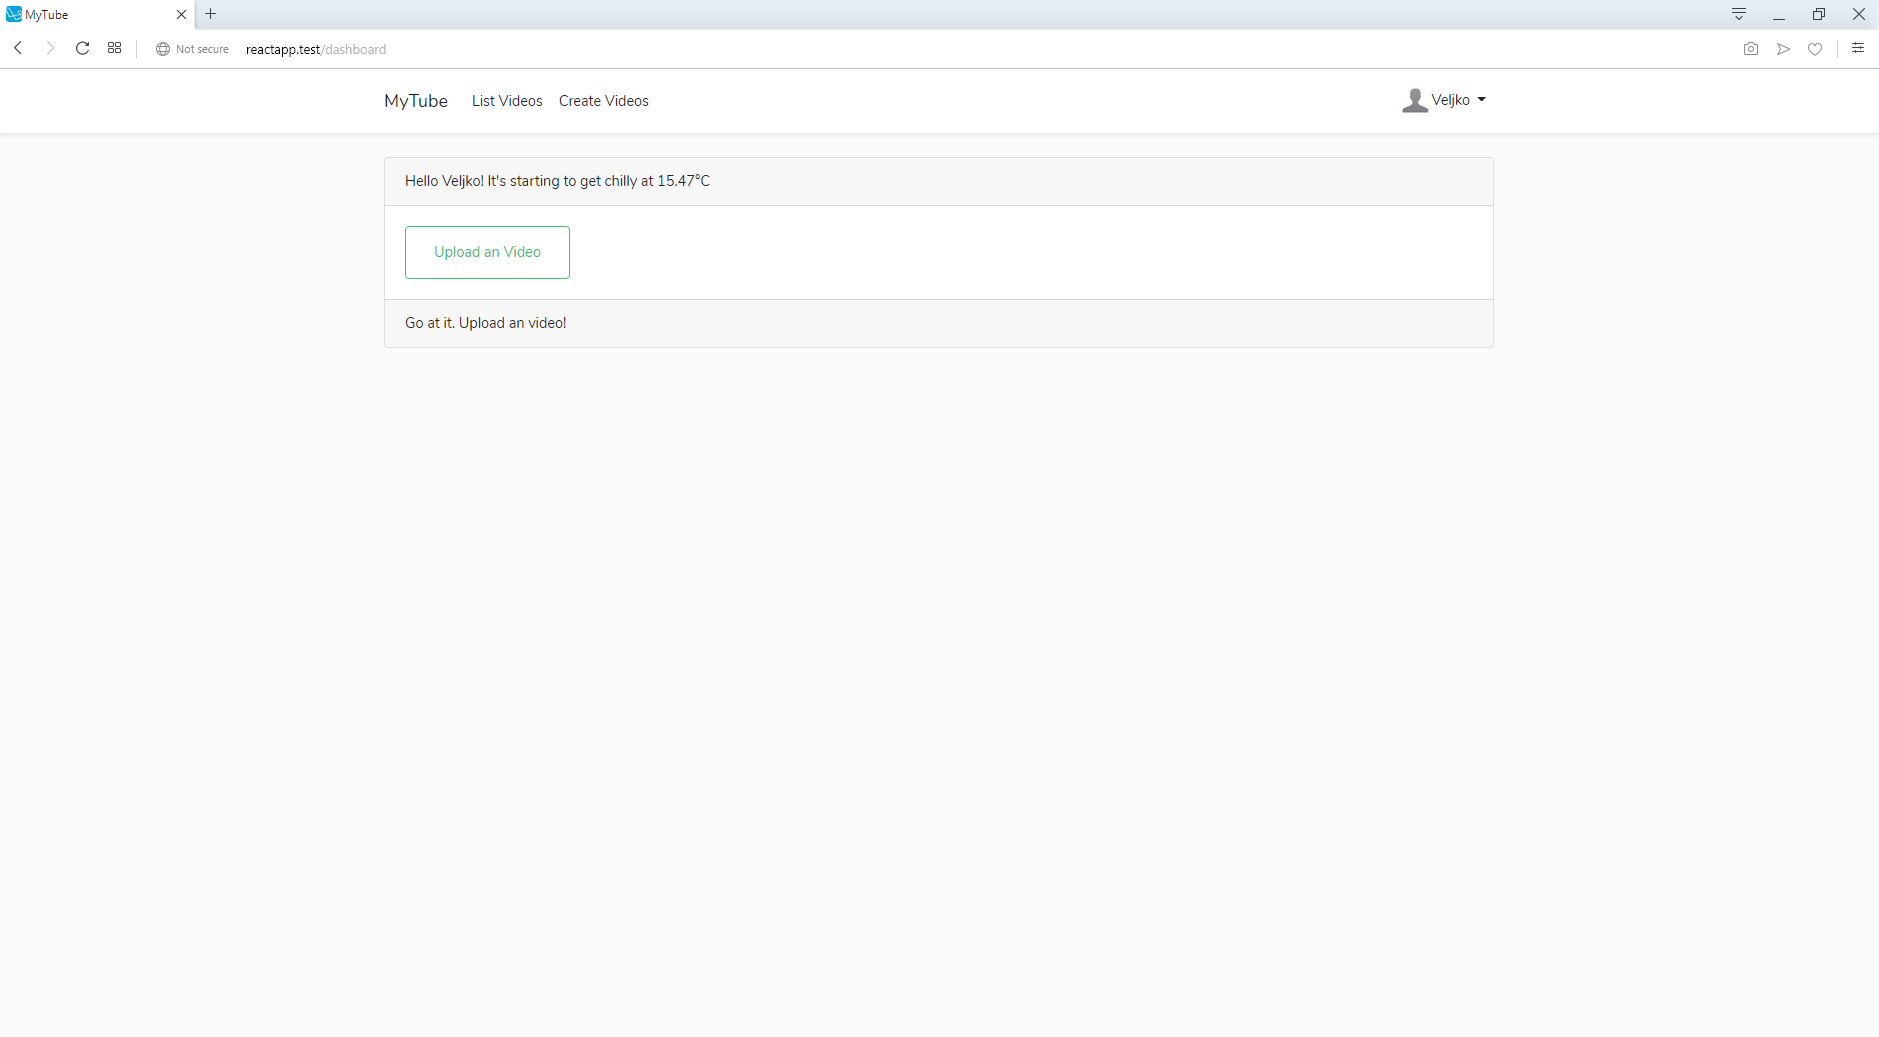 MyTube
Not secure reactapp.test/dashboard
MyTube List Videos Create Videos Veljko
Hello Veljko! It's starting to get chilly at 15.47°C
Upload an Video
Go at it. Upload an video!